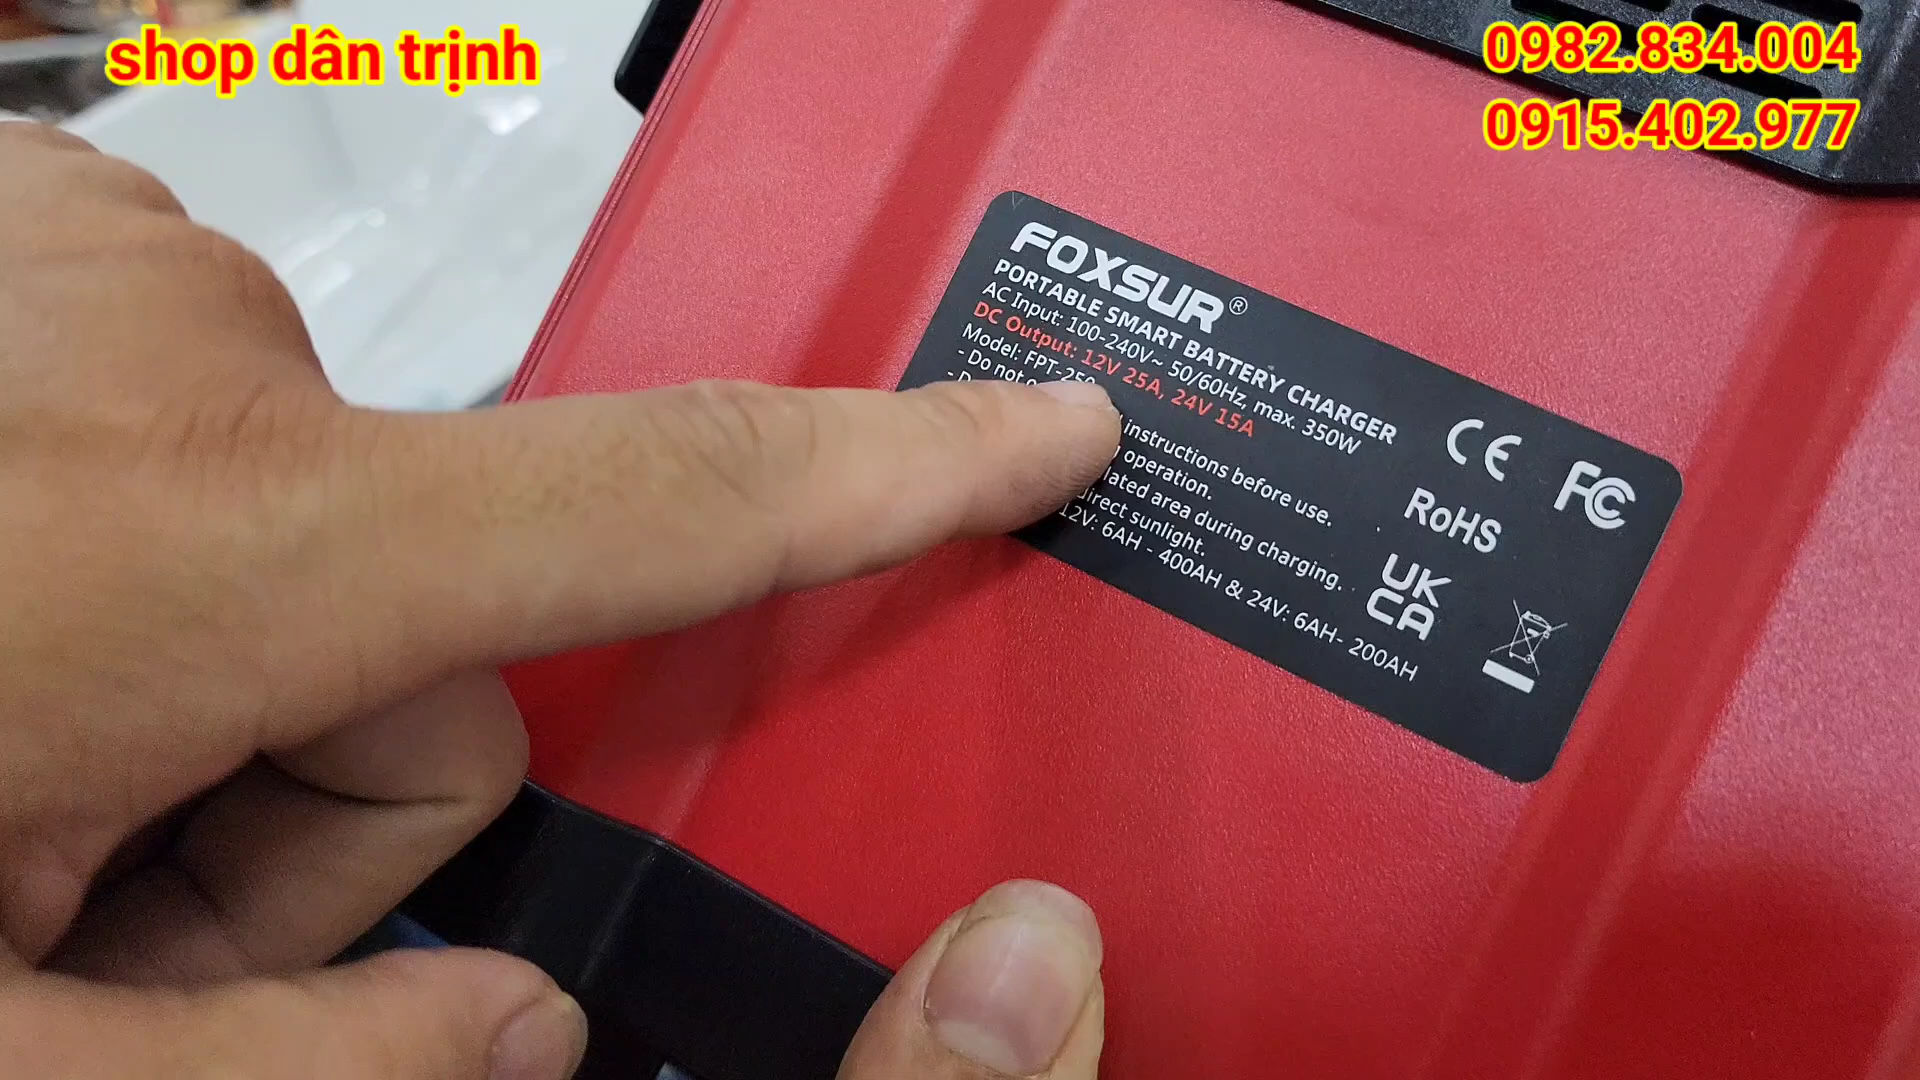 shop dân trịnh
0982.834.004
0915.402.977
FOXSUR®
PORTABLE SMART BATTERY CHARGER
AC Input: 100-240V~ 50/60Hz, max. 350W
DC Output: 12V 25A, 24V 15A
Model: FPT-250
- Do not
instructions before use.
operation.
area during charging.
direct sunlight.
12V: 6AH - 400AH & 24V: 6AH- 200AH
CE
FC
RoHS
UK
CA